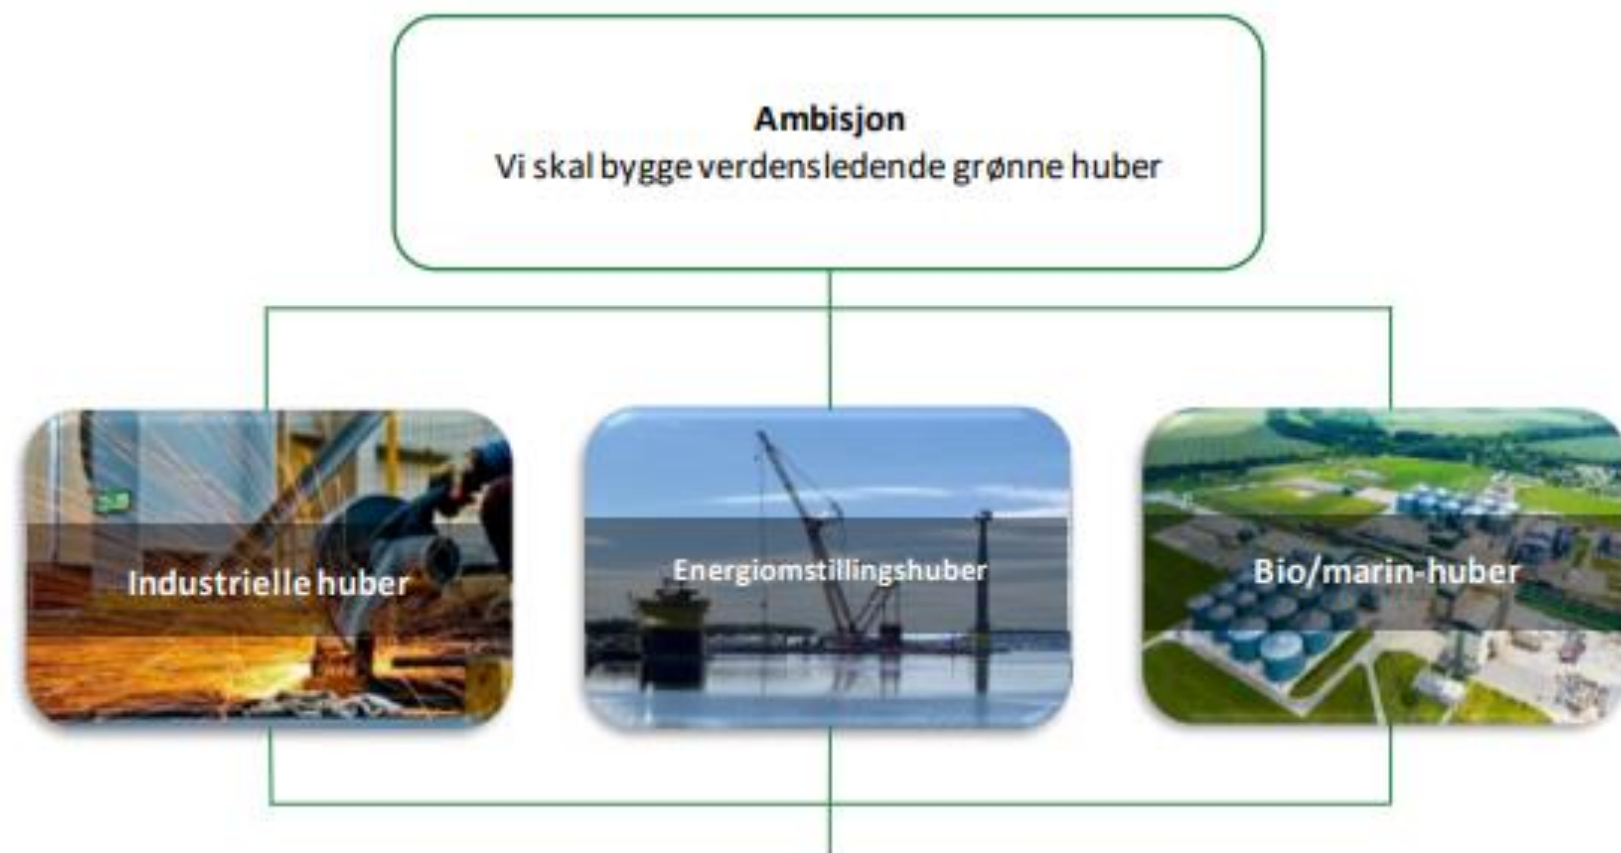 Ambisjon
Vi skal bygge verdensledende grønne huber
Industrielle huber
Energiomstillingshuber
Bio/marin-huber